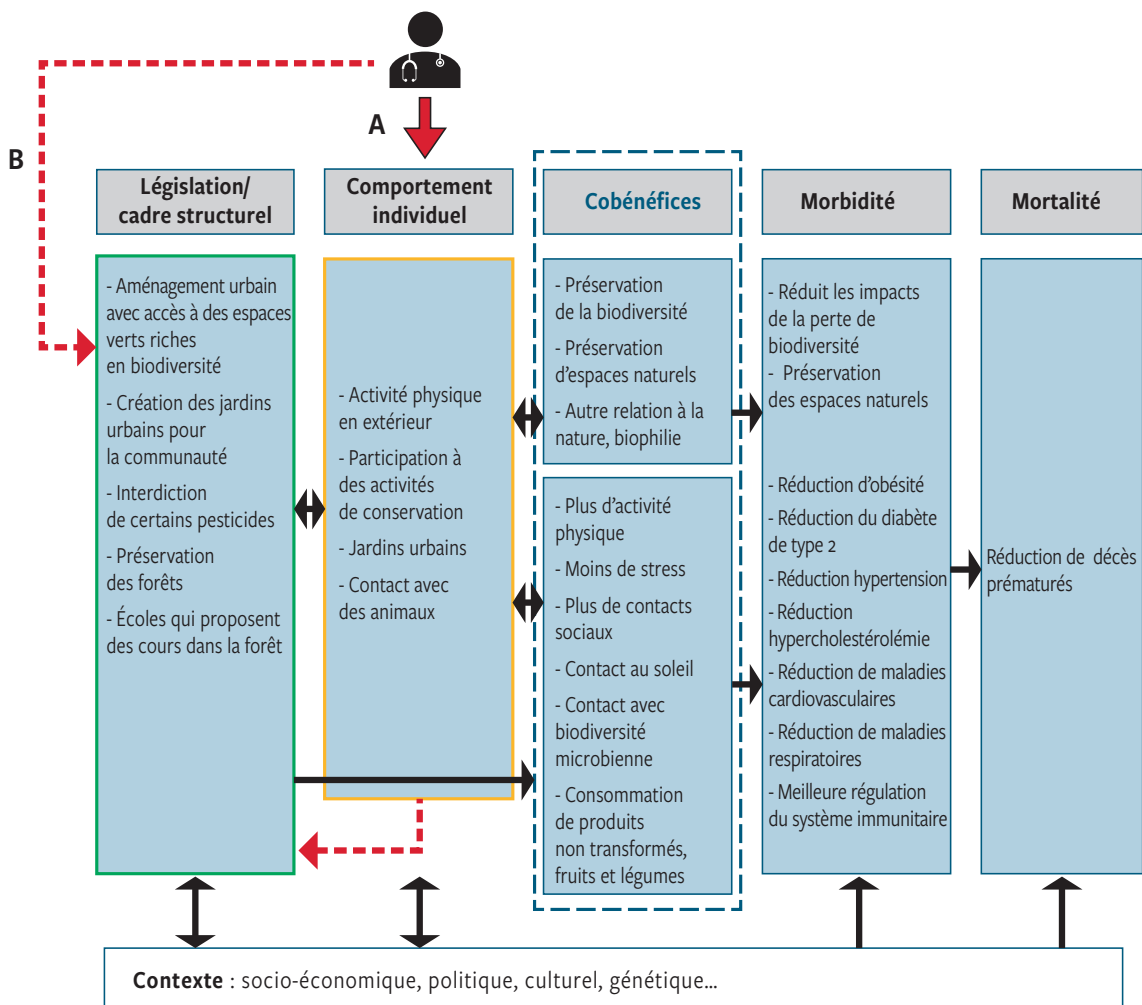 A
B
Législation/
cadre structurel
Comportement
individuel
Cobénéfices
Morbidité
Mortalité
- Aménagement urbain
avec accès à des espaces
verts riches
en biodiversité
- Création des jardins
urbains pour
la communauté
- Interdiction
de certains pesticides
- Préservation
des forêts
- Écoles qui proposent
des cours dans la forêt
- Activité physique
en extérieur
- Participation à
des activités
de conservation
- Jardins urbains
- Contact avec
des animaux
- Préservation
de la biodiversité
- Préservation
d'espaces naturels
- Autre relation à la
nature, biophilie
- Plus d'activité
physique
- Moins de stress
- Plus de contacts
sociaux
- Contact au soleil
- Contact avec
biodiversité
microbienne
- Consommation
de produits
non transformés,
fruits et légumes
- Réduit les impacts
de la perte de
biodiversité
- Préservation
des espaces naturels
- Réduction d'obésité
- Réduction du diabète
de type 2
- Réduction hypertension
- Réduction
hypercholestérolémie
- Réduction de maladies
cardiovasculaires
- Réduction de maladies
respiratoires
- Meilleure régulation
du système immunitaire
Réduction de décès
prématurés
Contexte : socio-économique, politique, culturel, génétique…